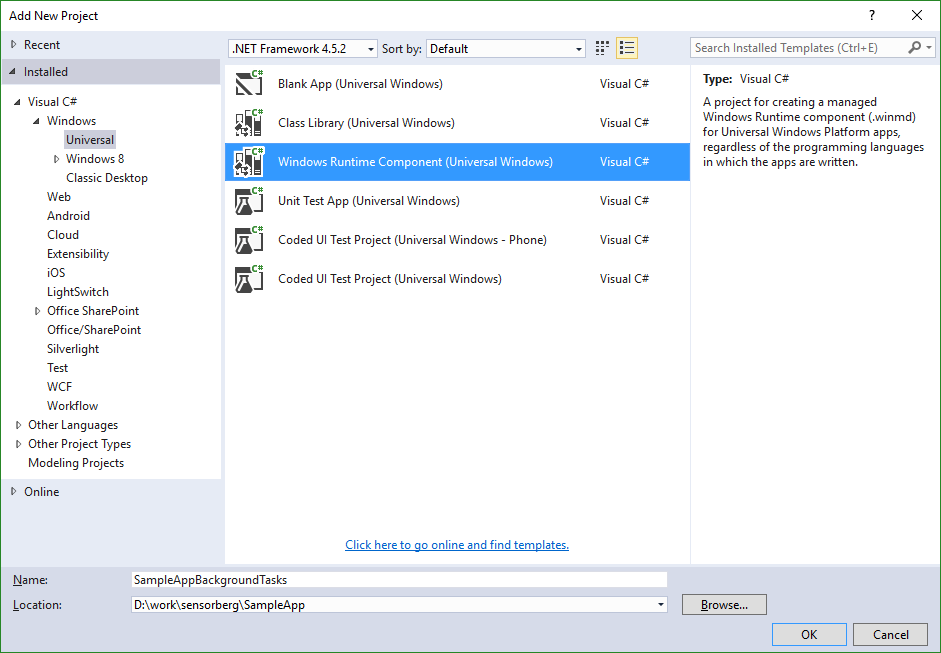 Add New Project
?
Recent
.NET Framework 4.5.2
Sort by:
Default
Search Installed Templates (Ctrl+E)
Installed
Visual C#
Windows
Universal
Windows 8
Classic Desktop
Web
Android
Cloud
Extensibility
iOS
LightSwitch
Office SharePoint
Office/SharePoint
Silverlight
Test
WCF
Workflow
Other Languages
Other Project Types
Modeling Projects
Online
C# Blank App (Universal Windows) Visual C#
C# Class Library (Universal Windows) Visual C#
C# Windows Runtime Component (Universal Windows) Visual C#
C# Unit Test App (Universal Windows) Visual C#
C# Coded UI Test Project (Universal Windows - Phone) Visual C#
C# Coded UI Test Project (Universal Windows) Visual C#
Click here to go online and find templates.
Type: Visual C#
A project for creating a managed
Windows Runtime component (.winmd)
for Universal Windows Platform apps,
regardless of the programming languages
in which the apps are written.
Name: SampleAppBackgroundTasks
Location: D:\work\sensorberg\SampleApp
Browse...
OK
Cancel